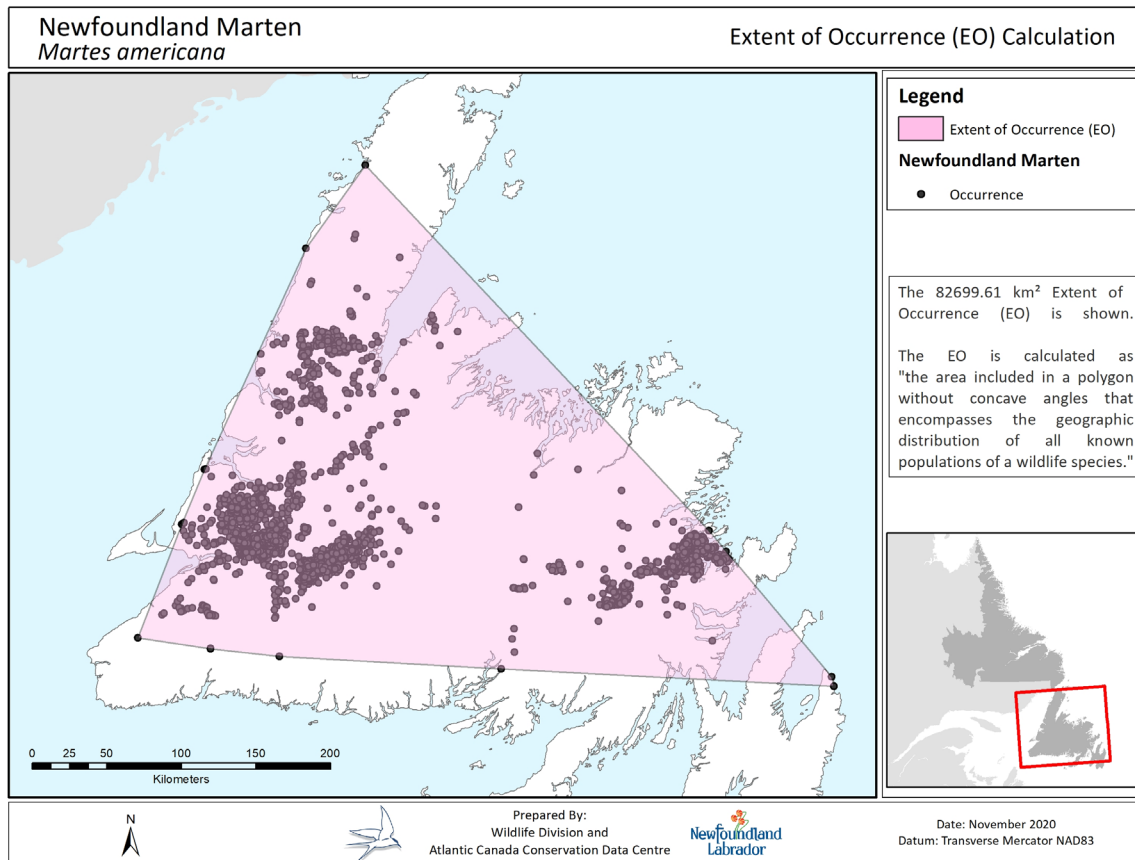 Newfoundland Marten
Martes americana
Extent of Occurrence (EO) Calculation
Legend
Extent of Occurrence (EO)
Newfoundland Marten
Occurrence
The 82699.61 km² Extent of
Occurrence (EO) is shown.
The EO is calculated as
"the area included in a polygon
without concave angles that
encompasses the geographic
distribution of all known
populations of a wildlife species."
0 25 50 100 150 200
Kilometers
N
Prepared By:
Wildlife Division and
Atlantic Canada Conservation Data Centre
Newfoundland
Labrador
Date: November 2020
Datum: Transverse Mercator NAD83